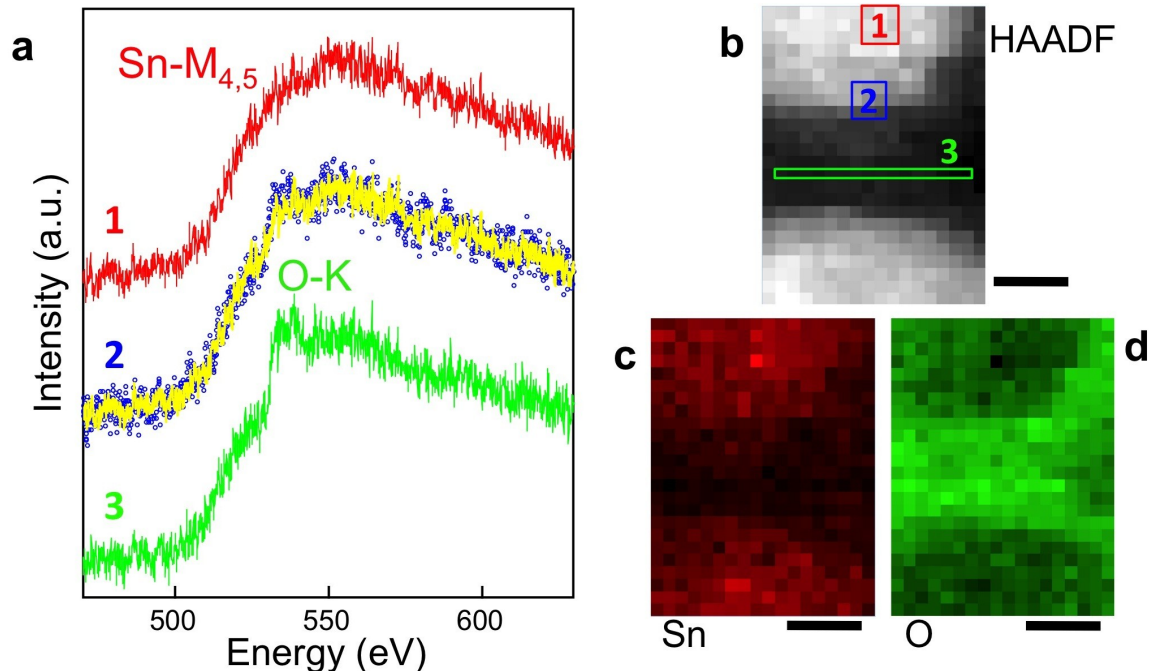 a
Sn-M4,5
1
2
O-K
3
Intensity (a.u.)
500 550 600
Energy (eV)
b
1
2
3
HAADF
c
Sn
d
O